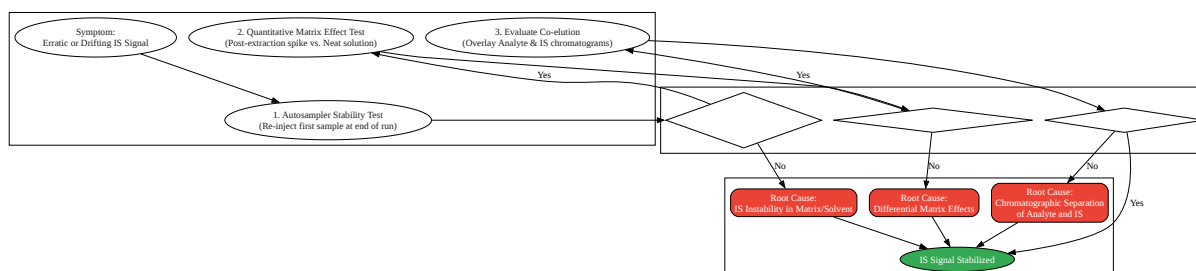 Symptom:
Erratic or Drifting IS Signal
2. Quantitative Matrix Effect Test
(Post-extraction spike vs. Neat solution)
3. Evaluate Co-elution
(Overlay Analyte & IS chromatograms)
Yes
Yes
1. Autosampler Stability Test
(Re-inject first sample at end of run)
No
No
No
Root Cause:
IS Instability in Matrix/Solvent
Root Cause:
Differential Matrix Effects
Root Cause:
Chromatographic Separation
of Analyte and IS
Yes
IS Signal Stabilized